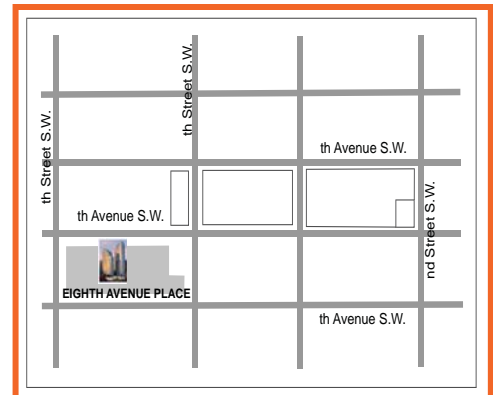 th Street S.W.
th Street S.W.
th Avenue S.W.
th Avenue S.W.
nd Street S.W.
EIGHTH AVENUE PLACE
th Avenue S.W.